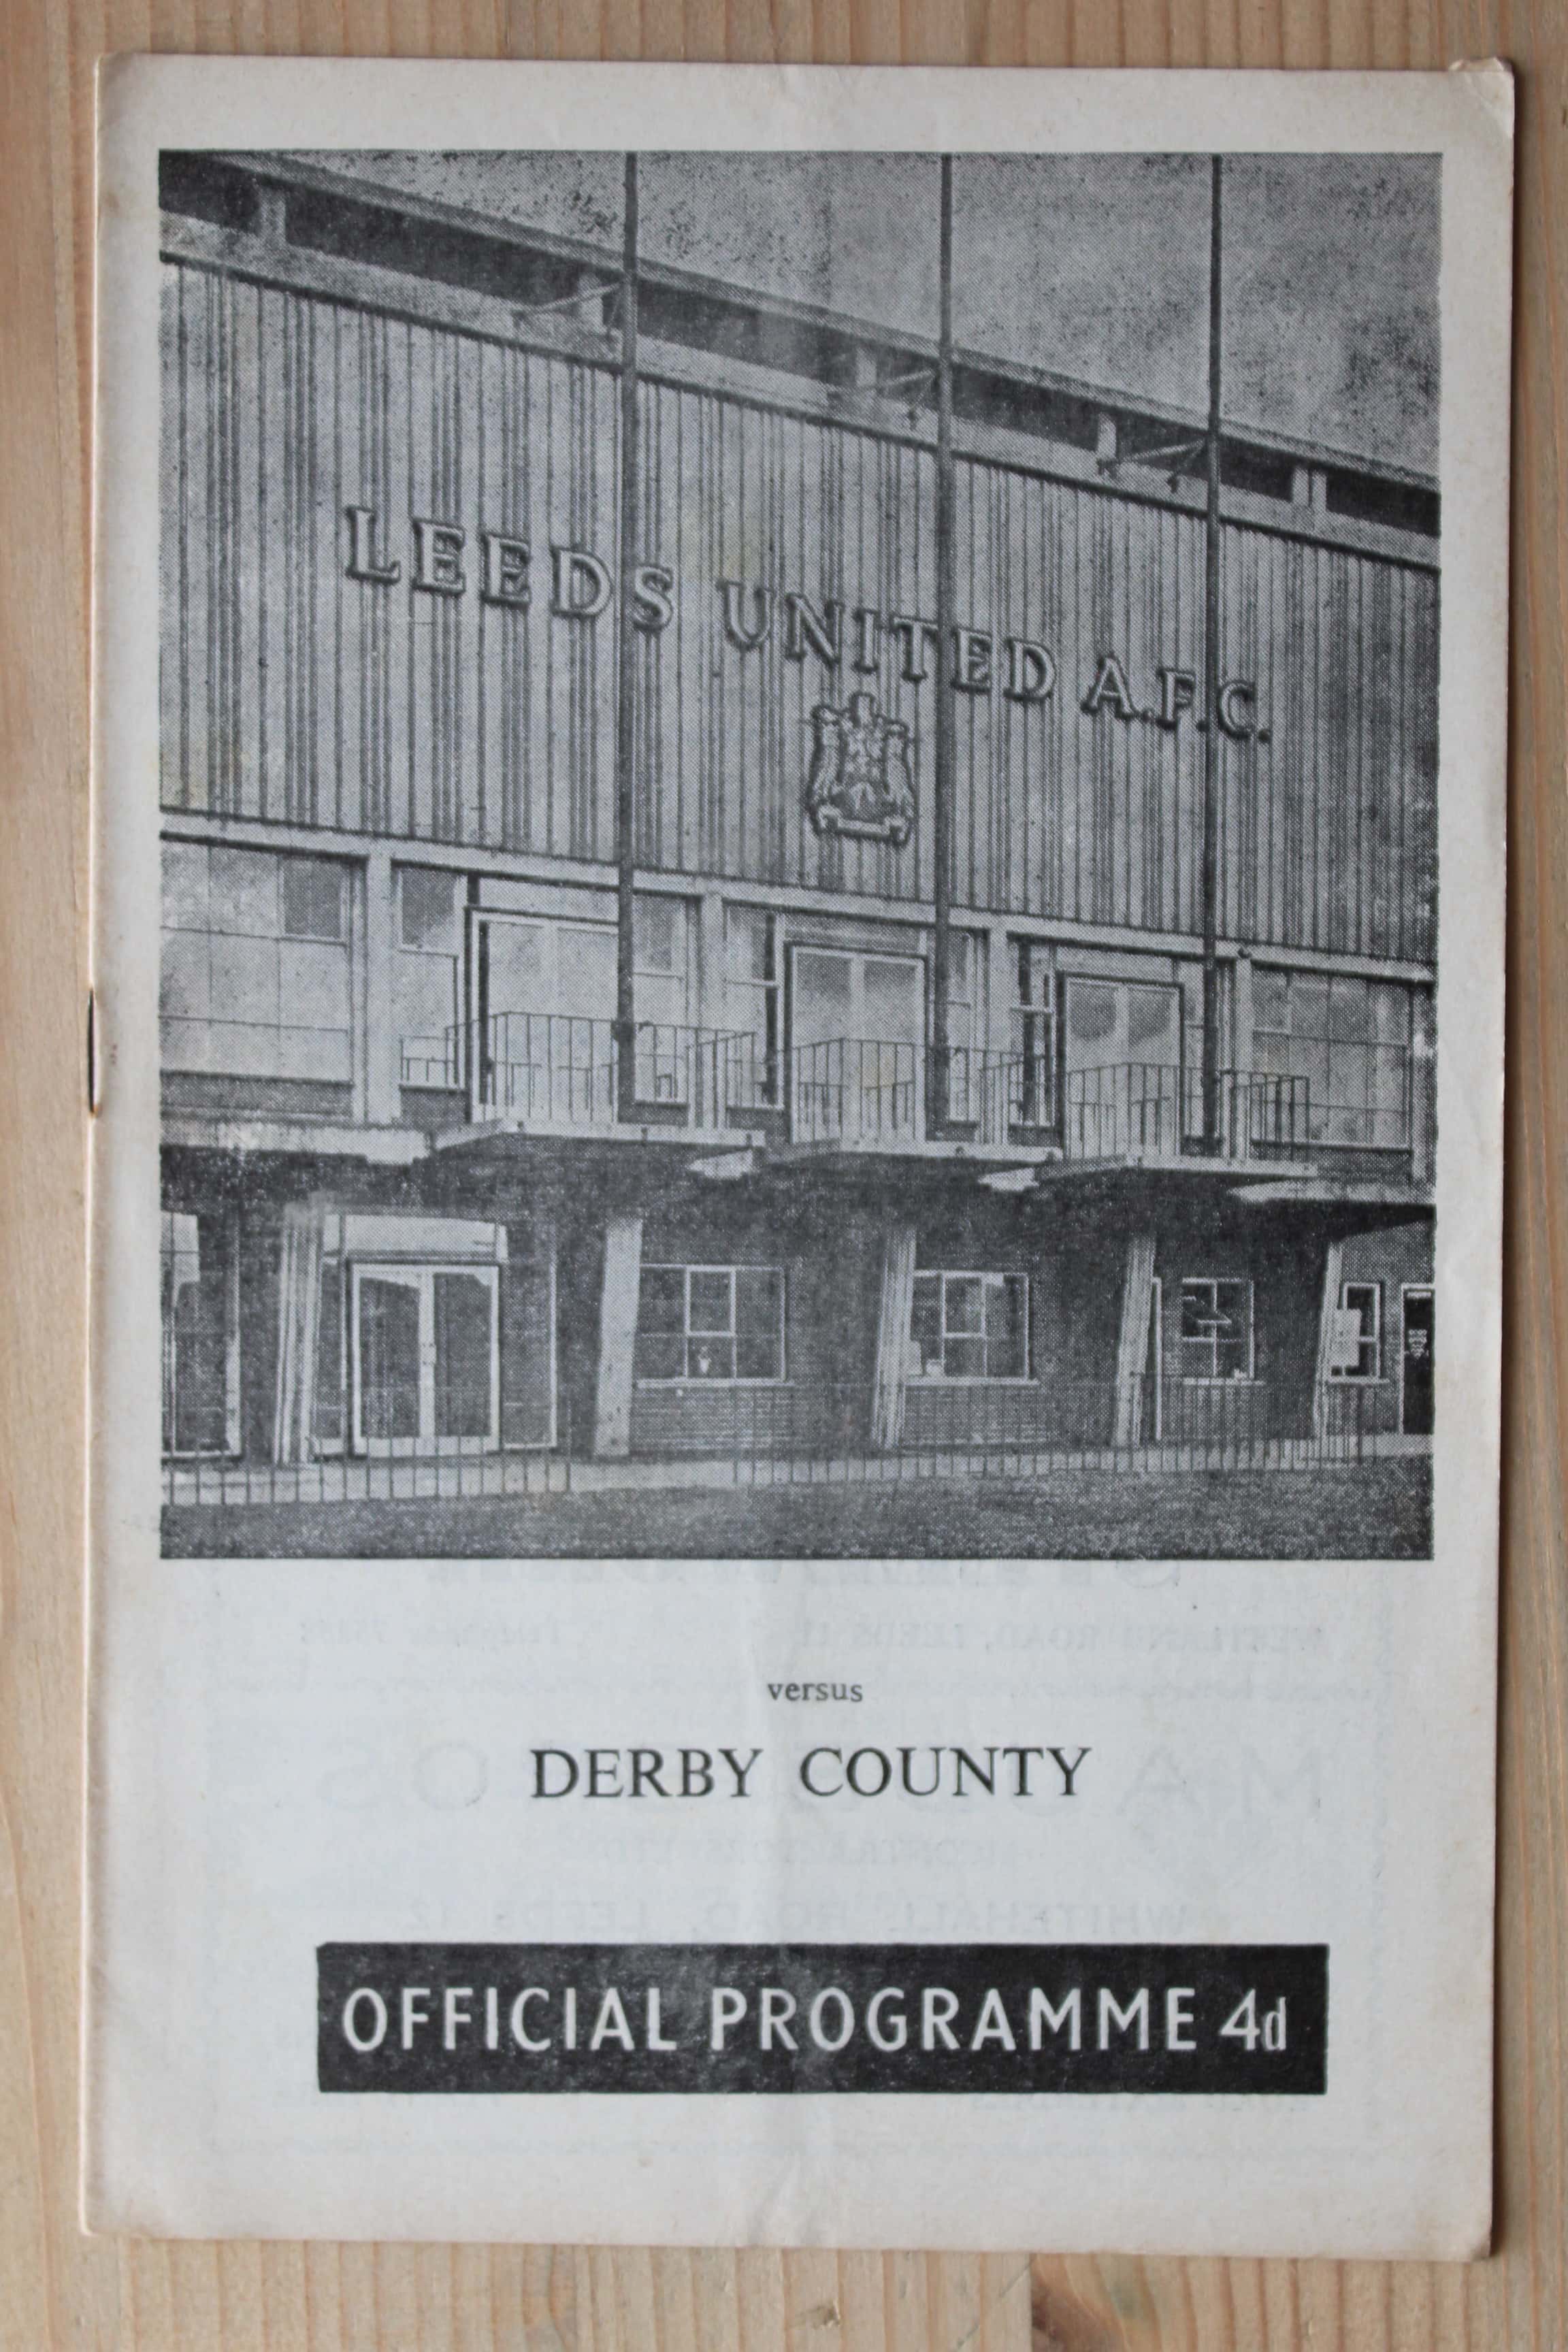 LEEDS UNITED A.F.C.
versus
DERBY COUNTY
OFFICIAL PROGRAMME 4d